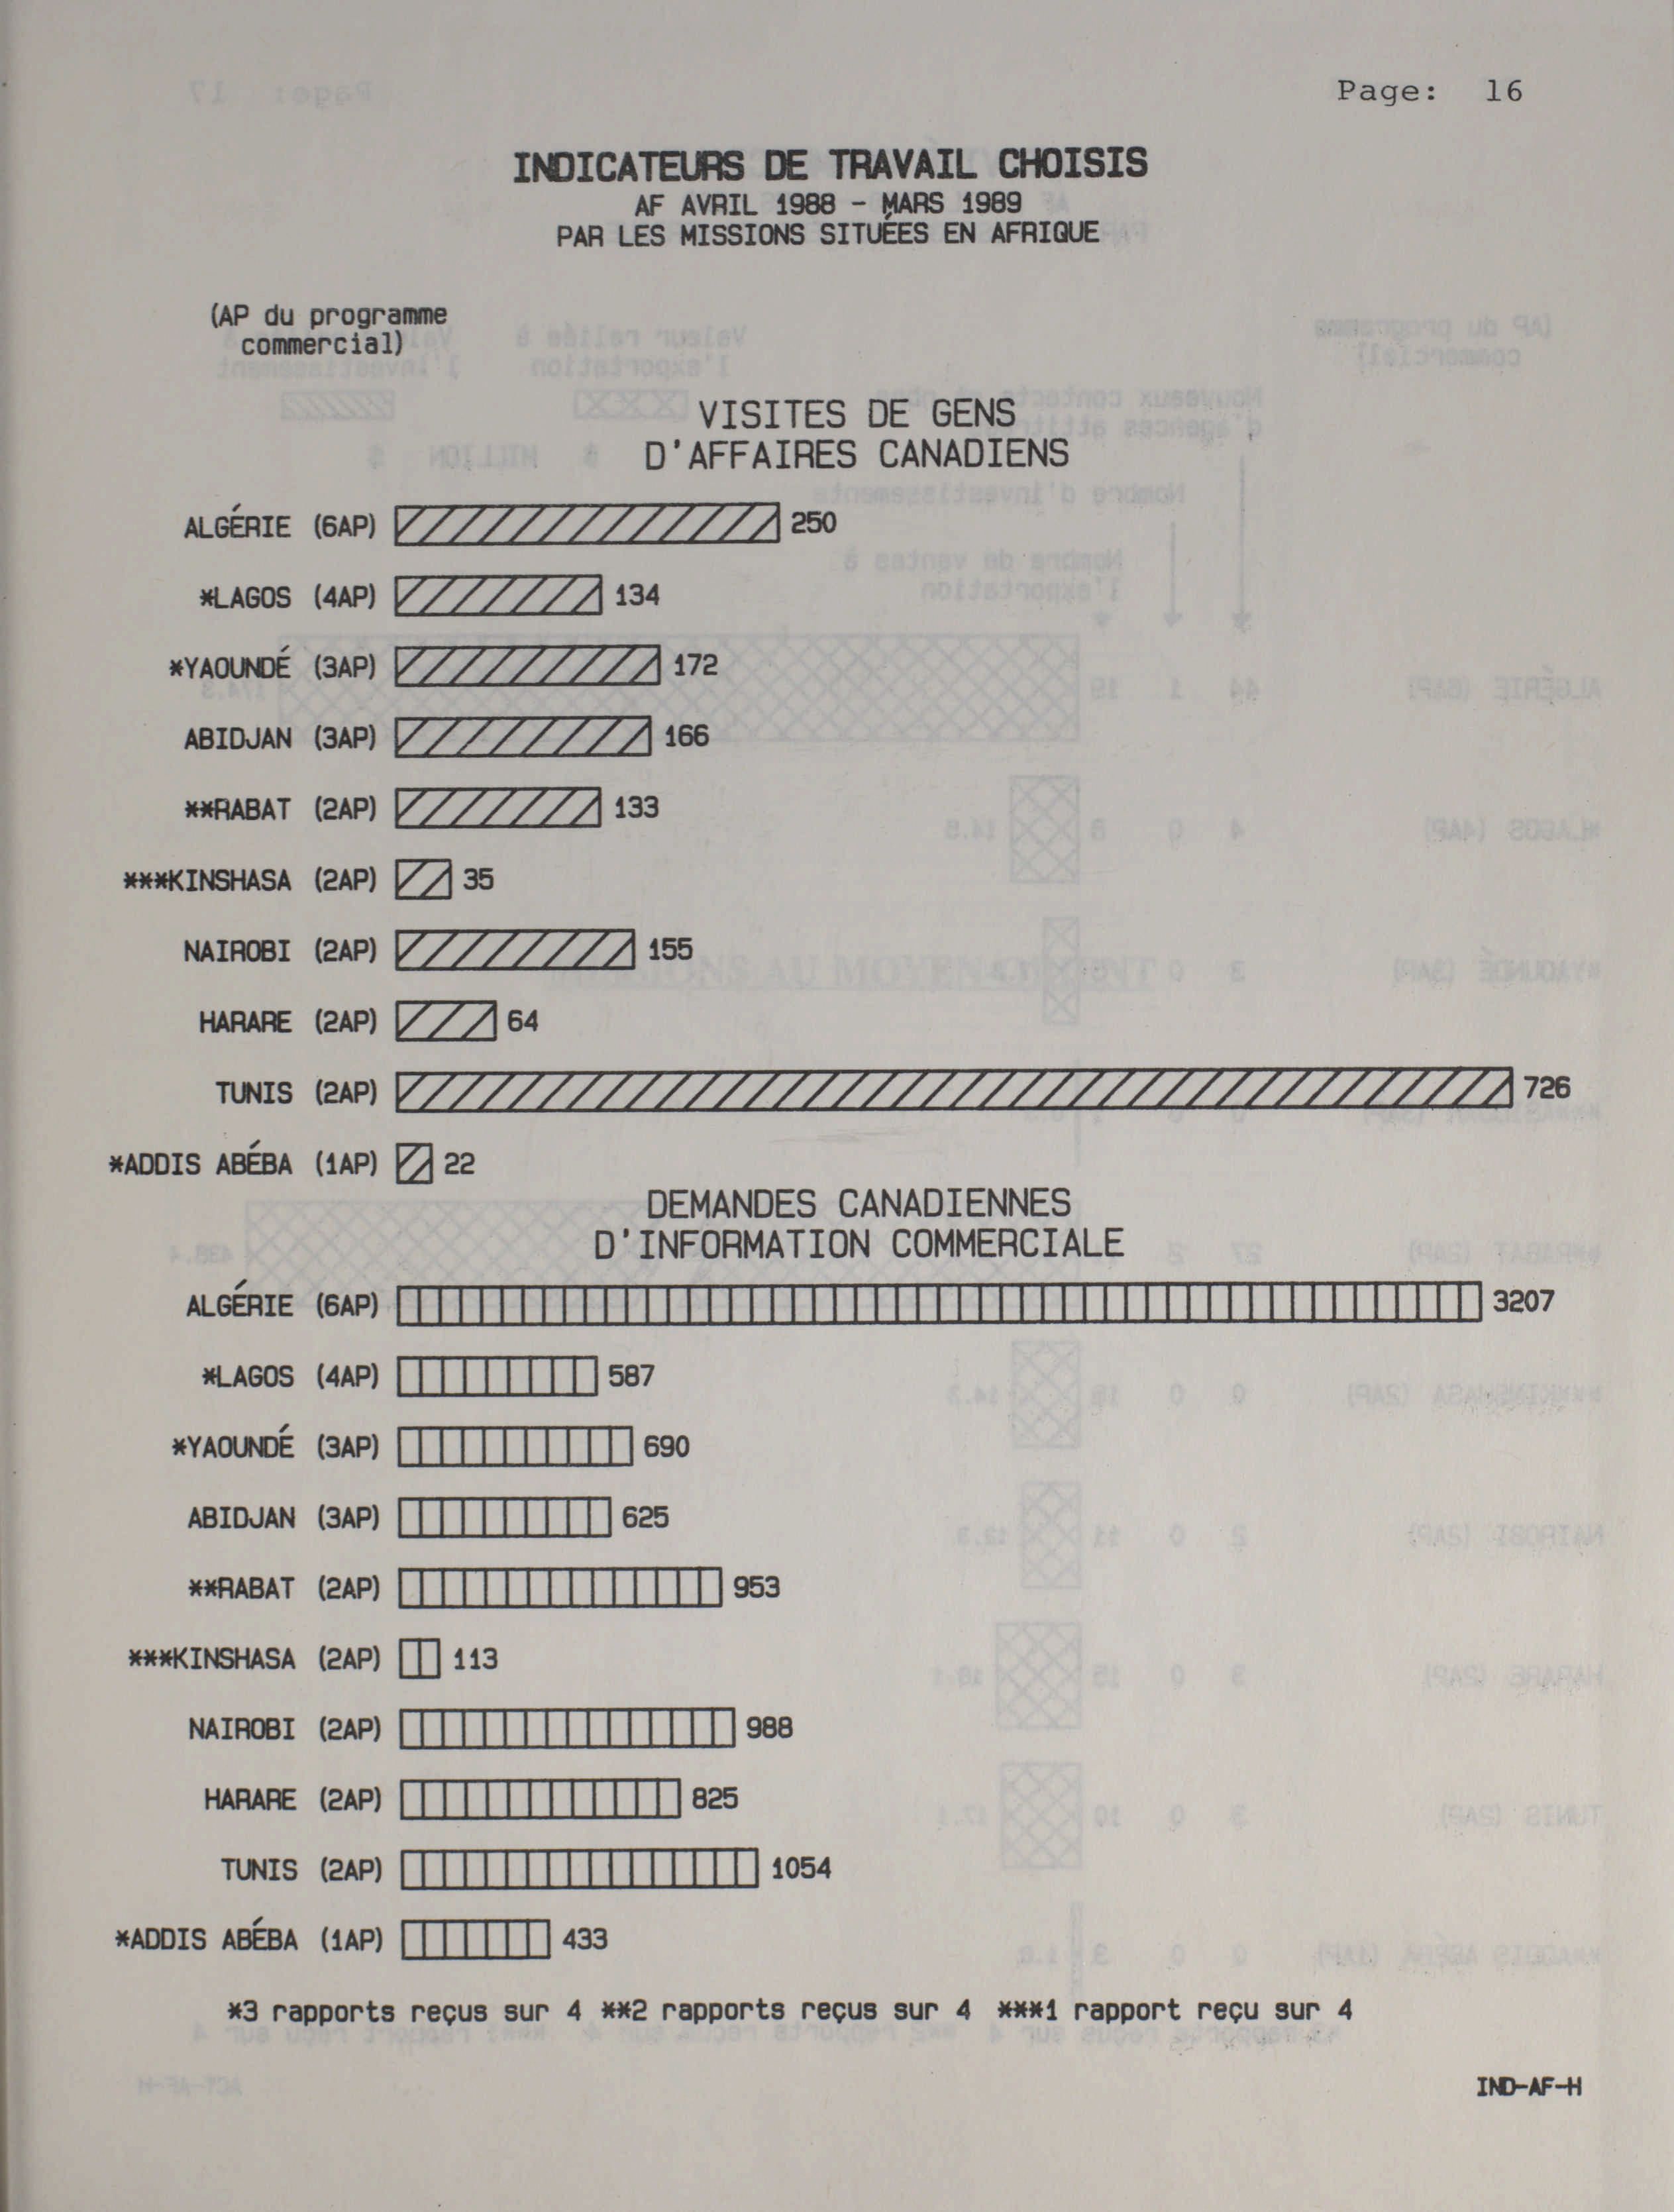 Page: 16
INDICATEURS DE TRAVAIL CHOISIS
AF AVRIL 1988 - MARS 1989
PAR LES MISSIONS SITUÉES EN AFRIQUE
(AP du programme
commercial)
VISITES DE GENS
D'AFFAIRES CANADIENS
ALGÉRIE (6AP) 250
*LAGOS (4AP) 134
*YAOUNDÉ (3AP) 172
ABIDJAN (3AP) 166
**RABAT (2AP) 133
***KINSHASA (2AP) 35
NAIROBI (2AP) 155
HARARE (2AP) 64
TUNIS (2AP) 726
*ADDIS ABÉBA (1AP) 22
DEMANDES CANADIENNES
D'INFORMATION COMMERCIALE
ALGÉRIE (6AP) 3207
*LAGOS (4AP) 587
*YAOUNDÉ (3AP) 690
ABIDJAN (3AP) 625
**RABAT (2AP) 953
***KINSHASA (2AP) 113
NAIROBI (2AP) 988
HARARE (2AP) 825
TUNIS (2AP) 1054
*ADDIS ABÉBA (1AP) 433
*3 rapports reçus sur 4 **2 rapports reçus sur 4 ***1 rapport reçu sur 4
IND-AF-H